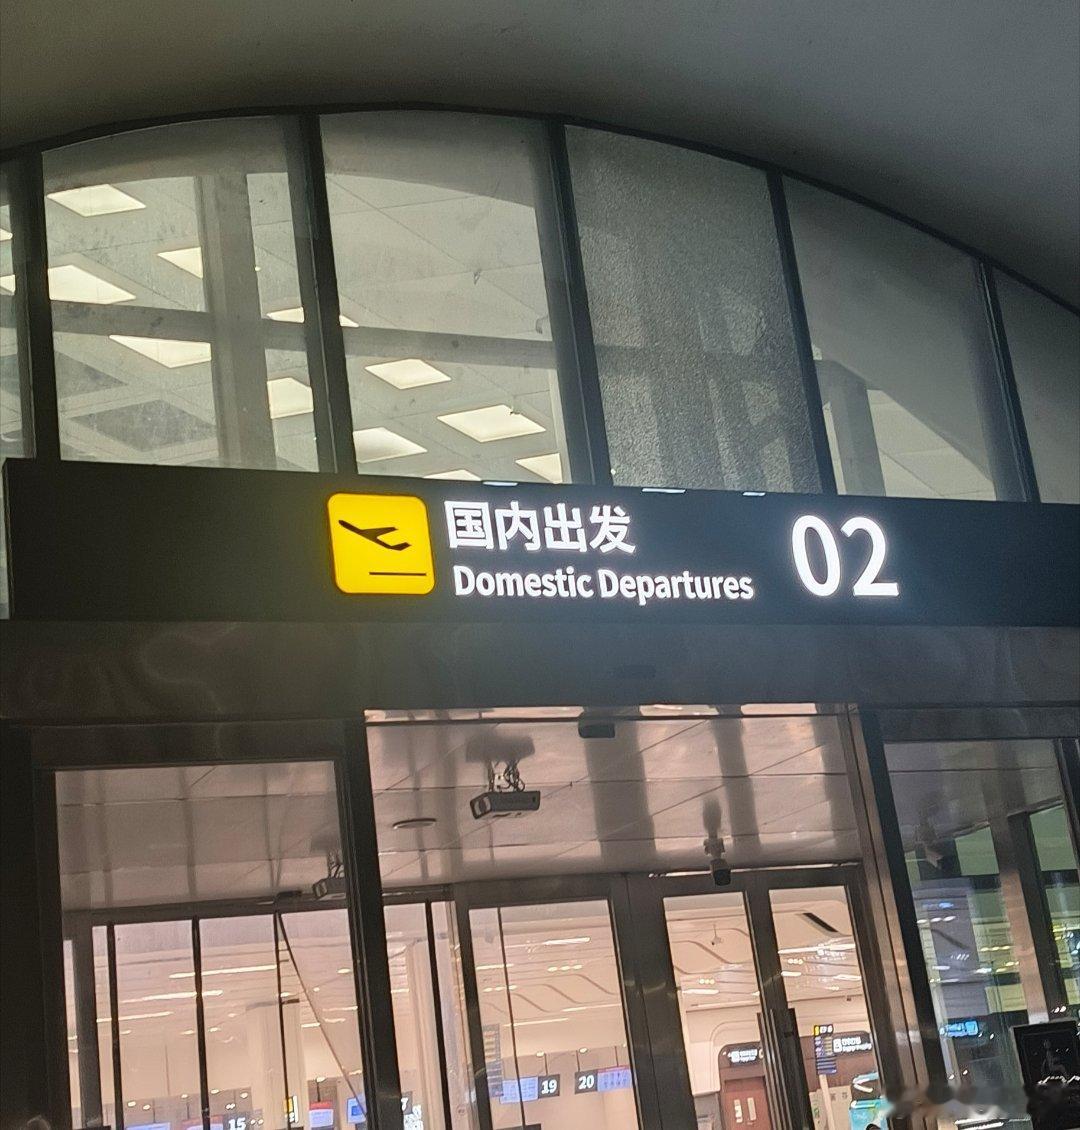 国内出发
Domestic Departures
02
19
20
15